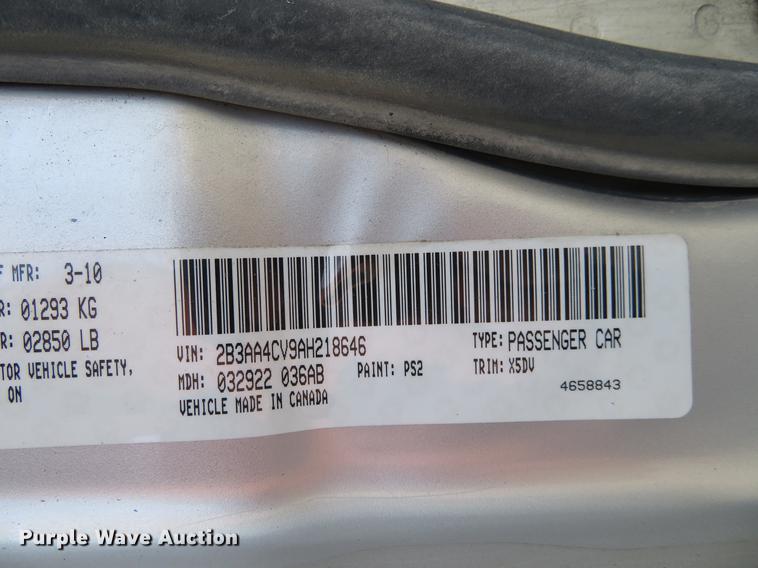 F MFR: 3-10
R: 01293 KG
R: 02850 LB
TOR VEHICLE SAFETY,
ON
VIN: 2B3AA4CV9AH218646
TYPE: PASSENGER CAR
MDH: 032922 036AB
PAINT: PS2
TRIM: X5DV
VEHICLE MADE IN CANADA
4658843
Purple Wave Auction